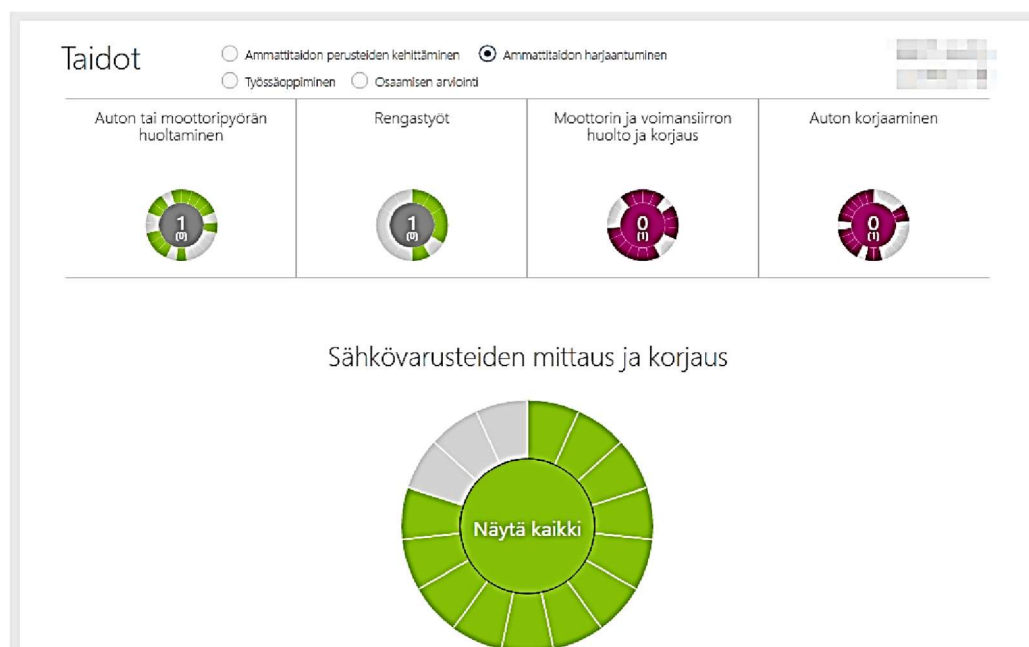 Taidot
Ammattitaidon perusteiden kehittäminen
Ammattitaidon harjaantuminen
Työssäoppiminen
Osaamisen arviointi
Auton tai moottoripyörän
huoltaminen
Rengastyöt
Moottorin ja voimansiirron
huolto ja korjaus
Auton korjaaminen
1
(0)
1
(0)
0
(1)
0
(1)
Sähkövarusteiden mittaus ja korjaus
Näytä kaikki